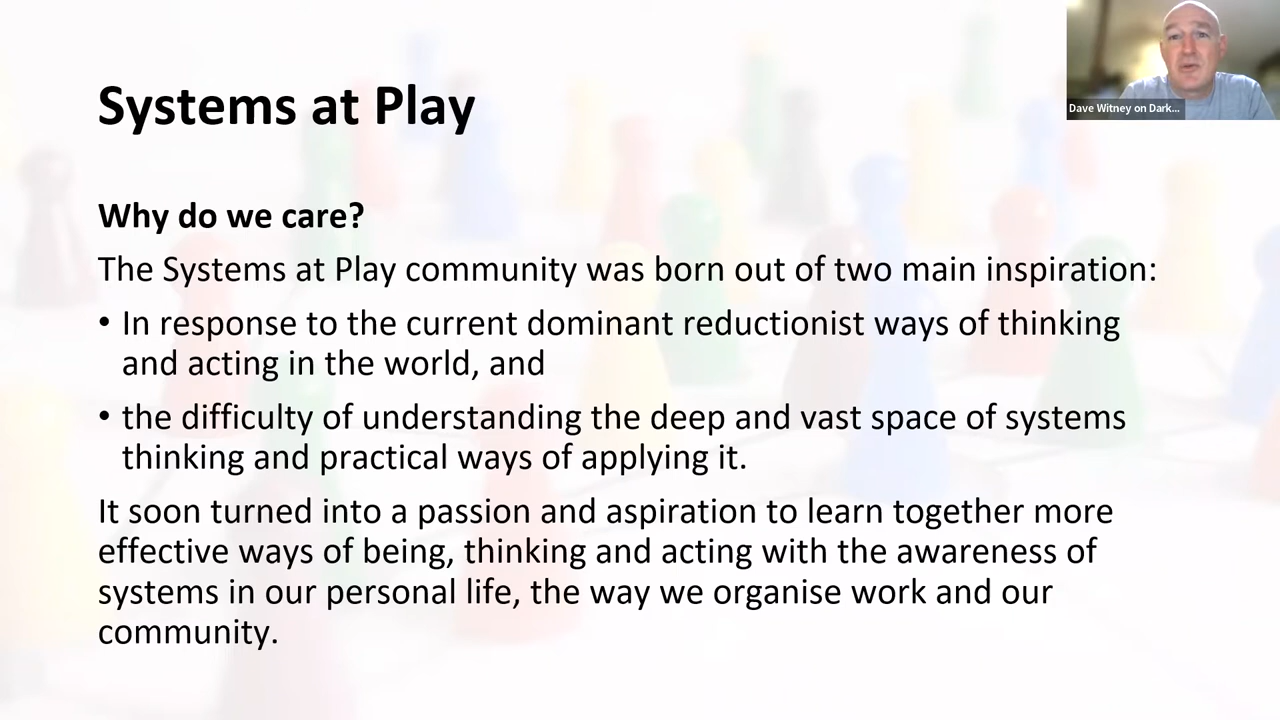 Systems at Play
Dave Witney on Dark...
Why do we care?
The Systems at Play community was born out of two main inspiration:
• In response to the current dominant reductionist ways of thinking
and acting in the world, and
• the difficulty of understanding the deep and vast space of systems
thinking and practical ways of applying it.
It soon turned into a passion and aspiration to learn together more
effective ways of being, thinking and acting with the awareness of
systems in our personal life, the way we organise work and our
community.